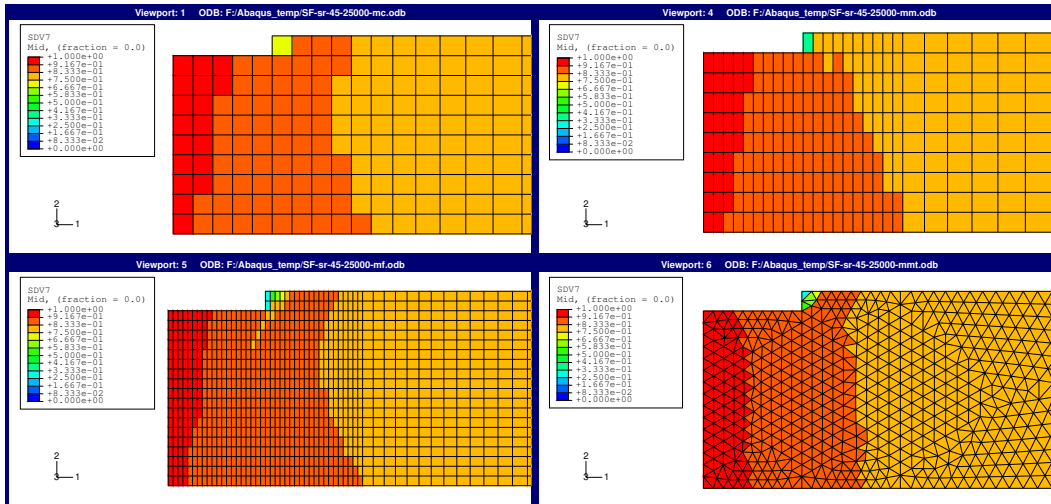 Viewport: 1 ODB: F:/Abaqus_temp/SF-sr-45-25000-mc.odb
SDV7
Mid, (fraction = 0.0)
+1.000e+00
+9.167e-01
+8.333e-01
+7.500e-01
+6.667e-01
+5.833e-01
+5.000e-01
+4.167e-01
+3.333e-01
+2.500e-01
+1.667e-01
+8.333e-02
+0.000e+00
2
3 1
Viewport: 4 ODB: F:/Abaqus_temp/SF-sr-45-25000-mm.odb
SDV7
Mid, (fraction = 0.0)
+1.000e+00
+9.167e-01
+8.333e-01
+7.500e-01
+6.667e-01
+5.833e-01
+5.000e-01
+4.167e-01
+3.333e-01
+2.500e-01
+1.667e-01
+8.333e-02
+0.000e+00
2
3 1
Viewport: 5 ODB: F:/Abaqus_temp/SF-sr-45-25000-mf.odb
SDV7
Mid, (fraction = 0.0)
+1.000e+00
+9.167e-01
+8.333e-01
+7.500e-01
+6.667e-01
+5.833e-01
+5.000e-01
+4.167e-01
+3.333e-01
+2.500e-01
+1.667e-01
+8.333e-02
+0.000e+00
2
3 1
Viewport: 6 ODB: F:/Abaqus_temp/SF-sr-45-25000-mmt.odb
SDV7
Mid, (fraction = 0.0)
+1.000e+00
+9.167e-01
+8.333e-01
+7.500e-01
+6.667e-01
+5.833e-01
+5.000e-01
+4.167e-01
+3.333e-01
+2.500e-01
+1.667e-01
+8.333e-02
+0.000e+00
2
3 1